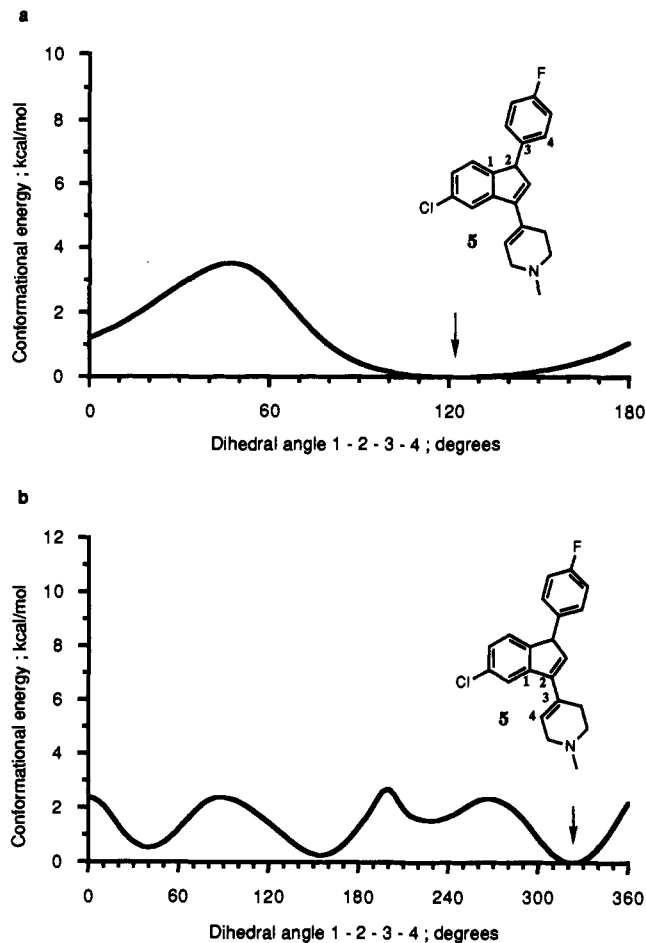 a
10
8
6
4
2
0
Conformational energy ; kcal/mol
F
4
3
1 2
Cl
5
N
0 60 120 180
Dihedral angle 1 - 2 - 3 - 4 ; degrees
b
12
10
8
6
4
2
0
Conformational energy ; kcal/mol
F
Cl
1 2
3
5 4
N
0 60 120 180 240 300 360
Dihedral angle 1 - 2 - 3 - 4 ; degrees